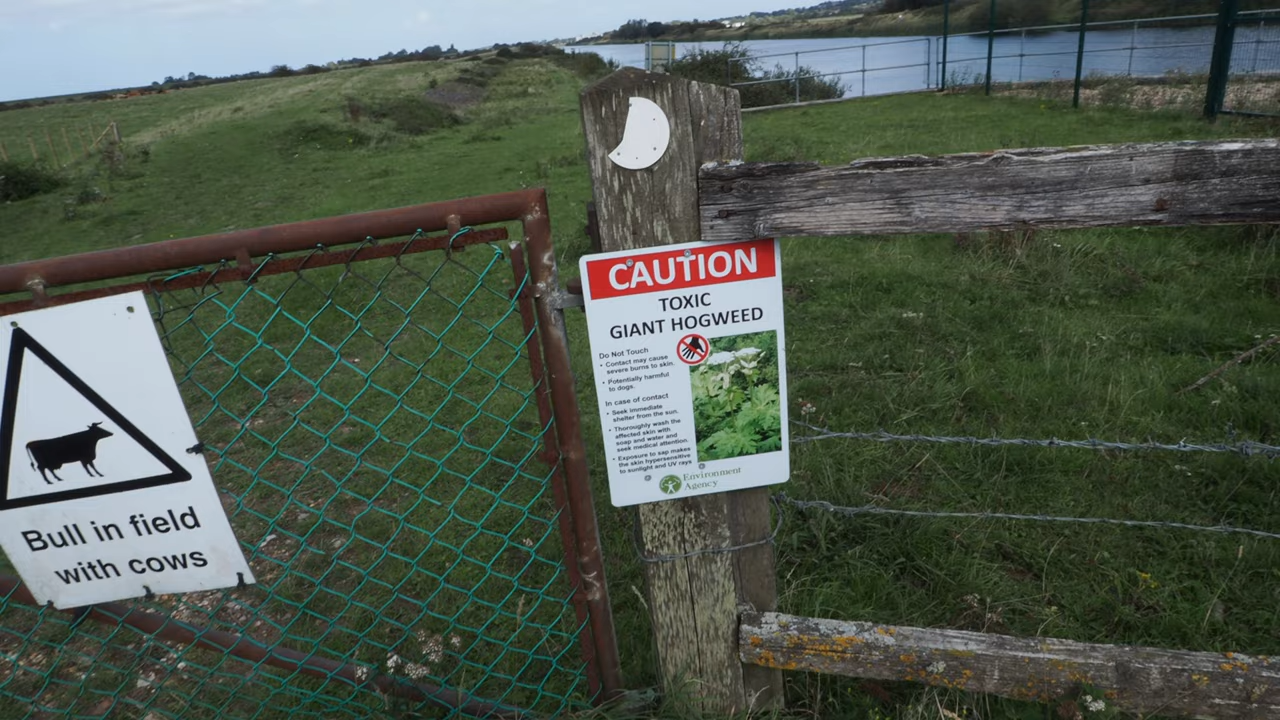 Bull in field
with cows
CAUTION
TOXIC
GIANT HOGWEED
Do Not Touch
• Contact may cause
severe burns to skin.
• Potentially harmful
to dogs.
In case of contact
• Seek immediate
shelter from the sun.
• Thoroughly wash the
affected skin with
soap and water and
seek medical attention.
• Exposure to sap makes
the skin hypersensitive
to sunlight and UV rays
Environment
Agency